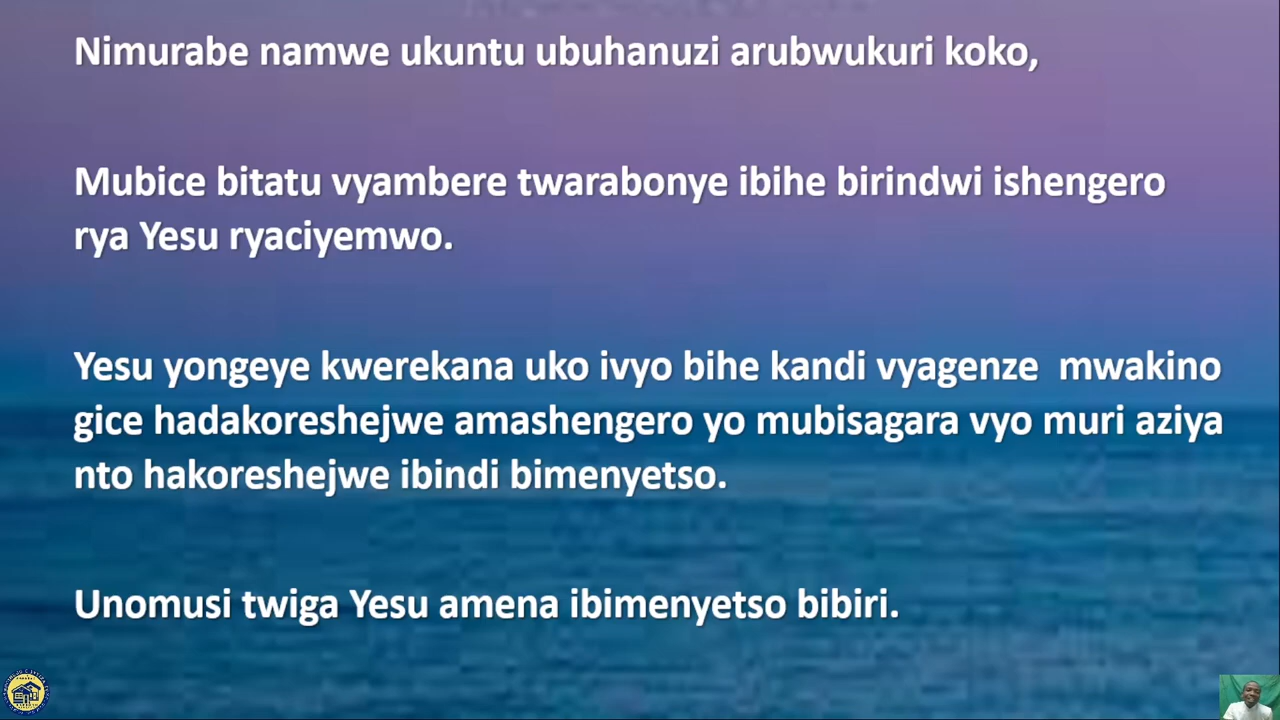 Nimurabe namwe ukuntu ubuhanuzi arubwukuri koko,
Mubice bitatu vyambere twarabonye ibihe birindwi ishengero
rya Yesu ryaciyemwo.
Yesu yongeye kwerekana uko ivyo bihe kandi vyagenze  mwakino
gice hadakoreshejwe amashengero yo mubisagara vyo muri aziya
nto hakoreshejwe ibindi bimenyetso.
Unomusi twiga Yesu amena ibimenyetso bibiri.